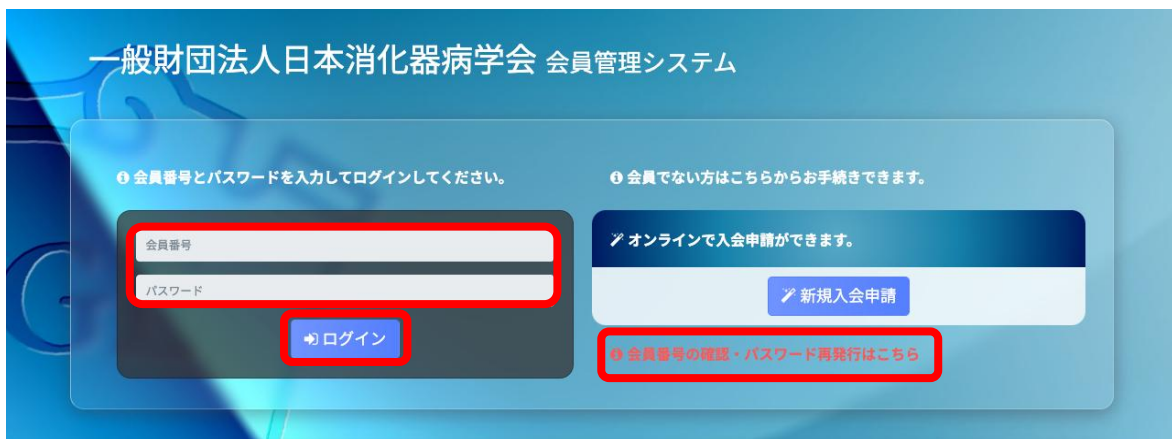 一般財団法人日本消化器病学会 会員管理システム
会員番号とパスワードを入力してログインしてください。
会員番号
パスワード
ログイン
会員でない方はこちらからお手続きできます。
オンラインで入会申請ができます。
新規入会申請
会員番号の確認・パスワード再発行はこちら